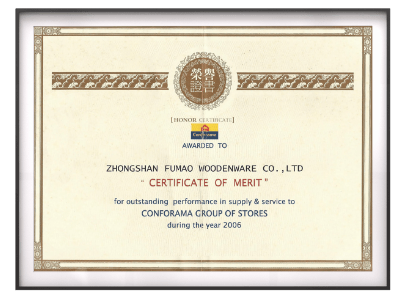 榮譽
證書
[HONOR CERTIFICATE]
Conforama
AWARDED TO
ZHONGSHAN FUMAO WOODENWARE CO.,LTD
" CERTIFICATE OF MERIT"
for outstanding performance in supply & service to
CONFORAMA GROUP OF STORES
during the year 2006